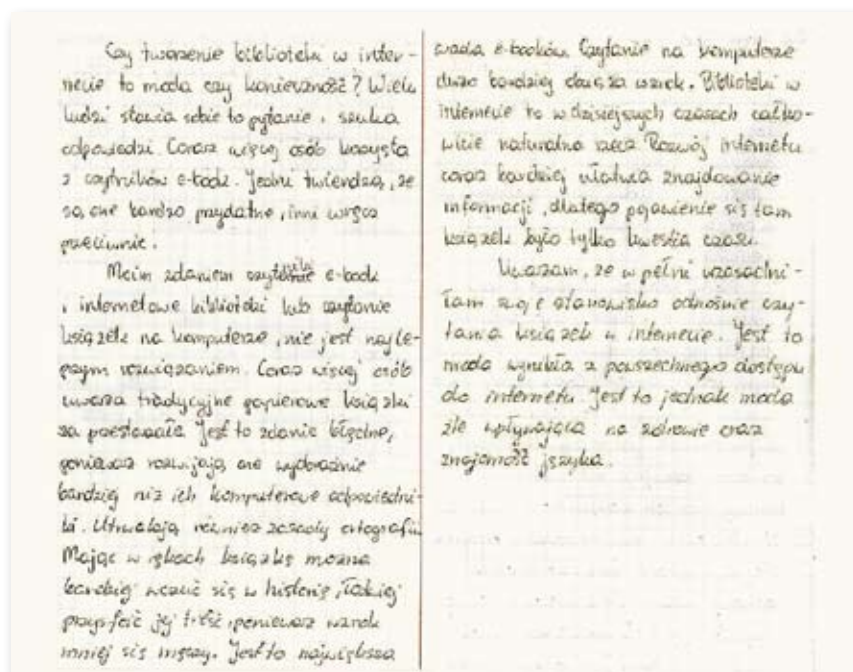 Czy tworzenie biblioteki w inter-
necie to moda czy konieczność? Wielu
ludzi stawia sobie to pytanie i szuka
odpowiedzi. Coraz więcej osób korzysta
z czytników e-book. Jedni twierdzą, że
są one bardzo przydatne, inni wręcz
przeciwnie.
Moim zdaniem czytniki e-book
i internetowe biblioteki lub czytanie
książek na komputerze, nie jest najle-
pszym rozwiązaniem. Coraz więcej osób
uważa tradycyjne papierowe książki
za przestarzałe. Jest to zdanie błędne,
ponieważ rozwijają one wyobraźnie
bardziej niż ich komputerowe odpowiedni-
ki. Utrwalają również zasady ortografii.
Mając w rękach książkę można
bardziej wczuć się w historię, łatwiej
przyswoić jej treść, ponieważ wzrok
mniej się męczy. Jest to największa
wada e-booków. Czytanie na komputerze
dużo bardziej obciąża wzrok. Biblioteki w
internecie to w dzisiejszych czasach całko-
wicie naturalna rzecz. Rozwój internetu
coraz bardziej ułatwia znajdowanie
informacji, dlatego pojawienie się tam
książek było tylko kwestią czasu.
Uważam, że w pełni uzasadni-
łam swoje stanowisko odnośnie czy-
tania książek w internecie. Jest to
moda wynikła z powszechnego dostępu
do internetu. Jest to jednak moda
źle wpływająca na zdrowie oraz
znajomość języka.